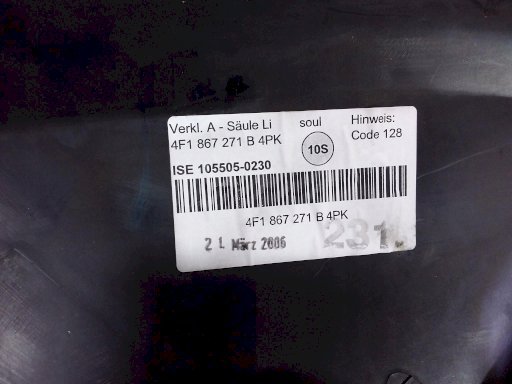 Verkl. A - Säule Li soul Hinweis:
4F1 867 271 B 4PK 10S Code 128
ISE 105505-0230
4F1 867 271 B 4PK
2 1. März 2006 231